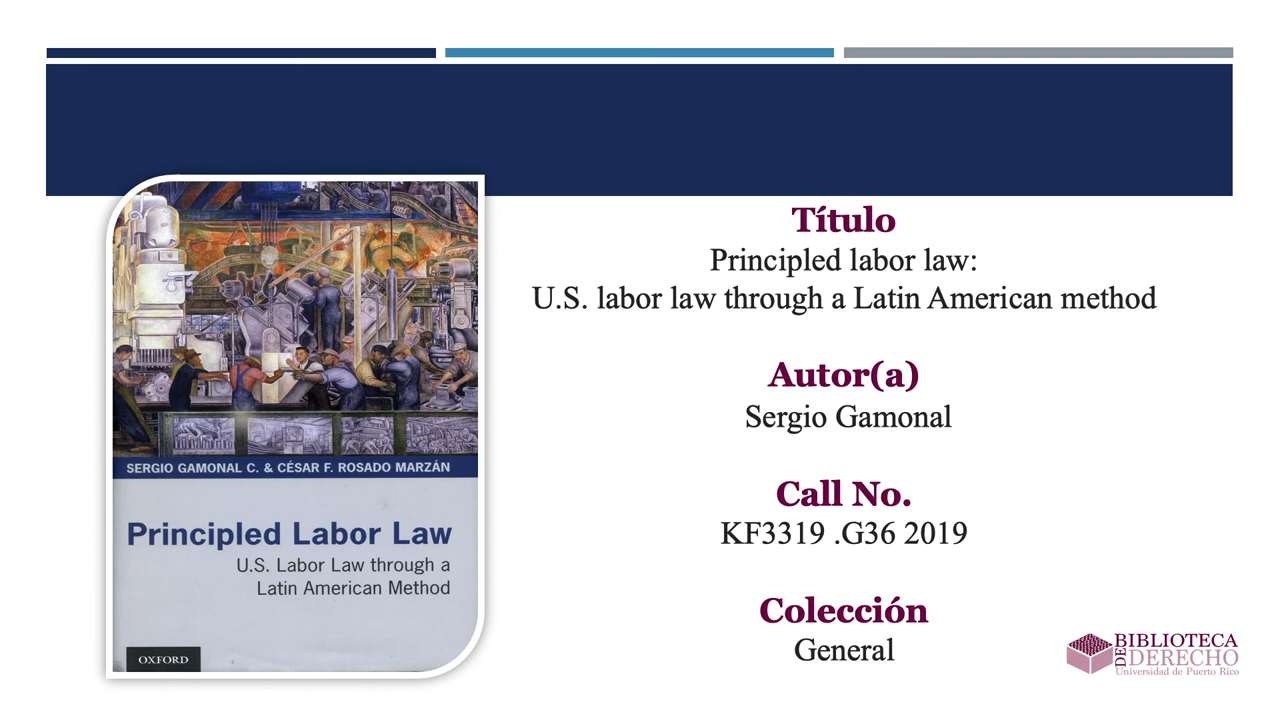 SERGIO GAMONAL C. & CÉSAR F. ROSADO MARZÁN
Principled Labor Law
U.S. Labor Law through a
Latin American Method
OXFORD
Título
Principled labor law:
U.S. labor law through a Latin American method
Autor(a)
Sergio Gamonal
Call No.
KF3319 .G36 2019
Colección
General
BIBLIOTECA
DE DERECHO
Universidad de Puerto Rico